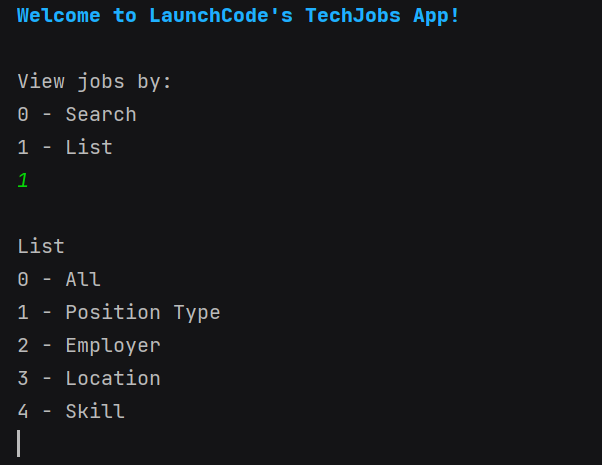 Welcome to LaunchCode's TechJobs App!
View jobs by:
0 - Search
1 - List
1
List
0 - All
1 - Position Type
2 - Employer
3 - Location
4 - Skill